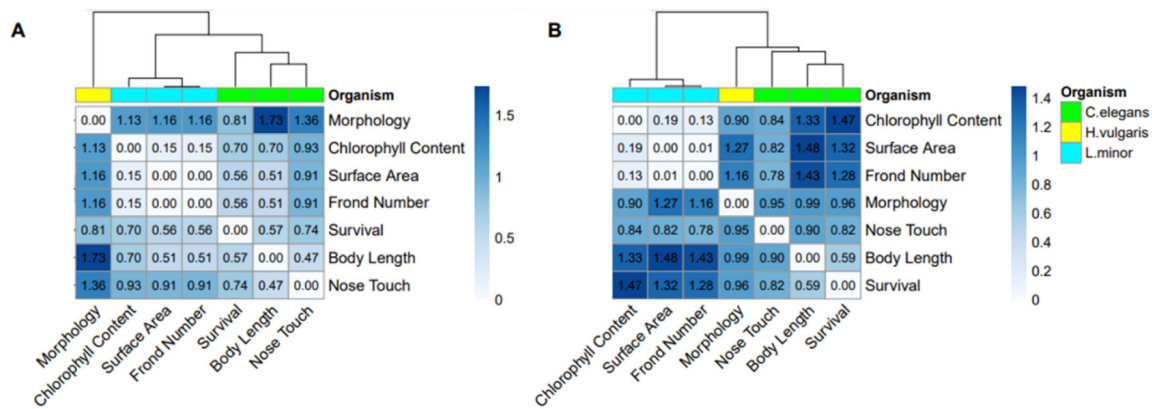 A
Organism
0.00 1.13 1.16 1.16 0.81 1.73 1.36 Morphology
1.13 0.00 0.15 0.15 0.70 0.70 0.93 Chlorophyll Content
1.16 0.15 0.00 0.00 0.56 0.51 0.91 Surface Area
1.16 0.15 0.00 0.00 0.56 0.51 0.91 Frond Number
0.81 0.70 0.56 0.56 0.00 0.57 0.74 Survival
1.73 0.70 0.51 0.51 0.57 0.00 0.47 Body Length
1.36 0.93 0.91 0.91 0.74 0.47 0.00 Nose Touch
Morphology
Chlorophyll Content
Surface Area
Frond Number
Survival
Body Length
Nose Touch
1.5
1
0.5
0
B
Organism
0.00 0.19 0.13 0.90 0.84 1.33 1.47 Chlorophyll Content
0.19 0.00 0.01 1.27 0.82 1.48 1.32 Surface Area
0.13 0.01 0.00 1.16 0.78 1.43 1.28 Frond Number
0.90 1.27 1.16 0.00 0.95 0.99 0.96 Morphology
0.84 0.82 0.78 0.95 0.00 0.90 0.82 Nose Touch
1.33 1.48 1.43 0.99 0.90 0.00 0.59 Body Length
1.47 1.32 1.28 0.96 0.82 0.59 0.00 Survival
Chlorophyll Content
Surface Area
Frond Number
Morphology
Nose Touch
Body Length
Survival
1.4
1.2
1
0.8
0.6
0.4
0.2
0
Organism
C.elegans
H.vulgaris
L.minor